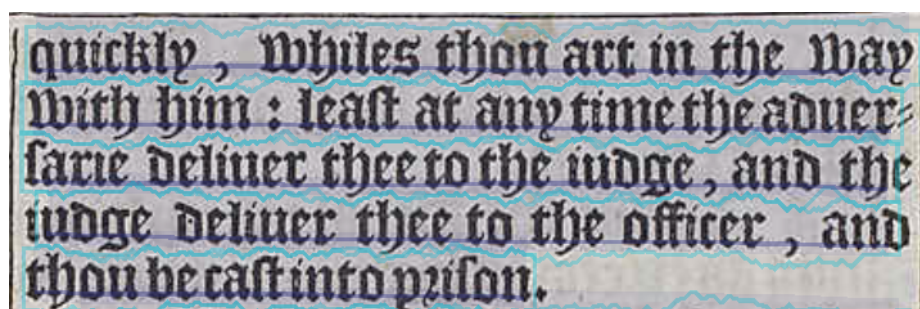 quickly, whiles thou art in the way
with him: leaſt at any time the aduer⸗
ſarie deliuer thee to the iudge, and the
iudge deliuer thee to the officer, and
thou be caſt into priſon.